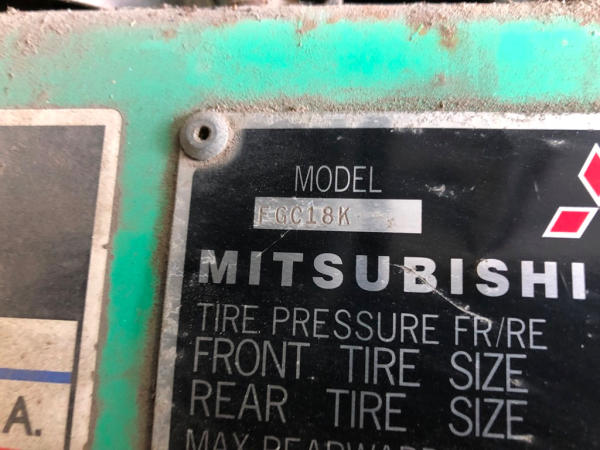 MODEL
FGC18K
MITSUBISHI
TIRE PRESSURE FR/RE
FRONT TIRE SIZE
REAR TIRE SIZE
A.